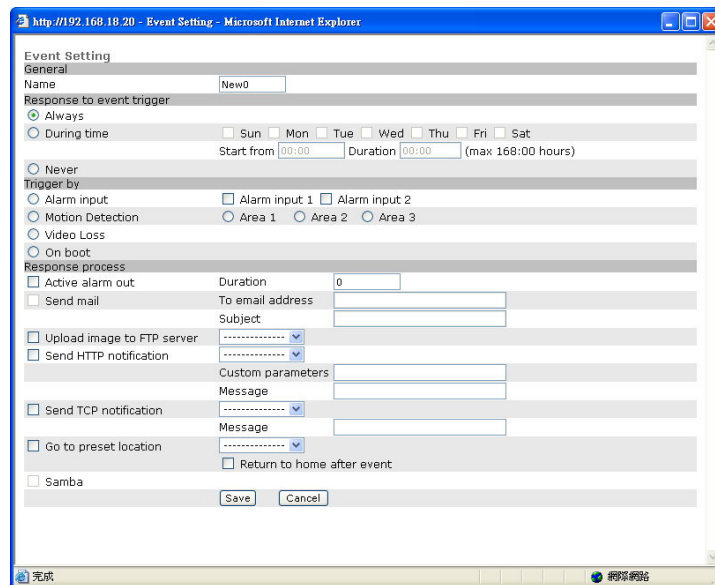 http://192.168.18.20 - Event Setting - Microsoft Internet Explorer
Event Setting
General
Name New0
Response to event trigger
Always
During time Sun Mon Tue Wed Thu Fri Sat
Start from 00:00 Duration 00:00 (max 168:00 hours)
Never
Trigger by
Alarm input Alarm input 1 Alarm input 2
Motion Detection Area 1 Area 2 Area 3
Video Loss
On boot
Response process
Active alarm out Duration 0
Send mail To email address
Subject
Upload image to FTP server --------------
Send HTTP notification --------------
Custom parameters
Message
Send TCP notification --------------
Message
Go to preset location --------------
Return to home after event
Samba
Save Cancel
完成 網際網路